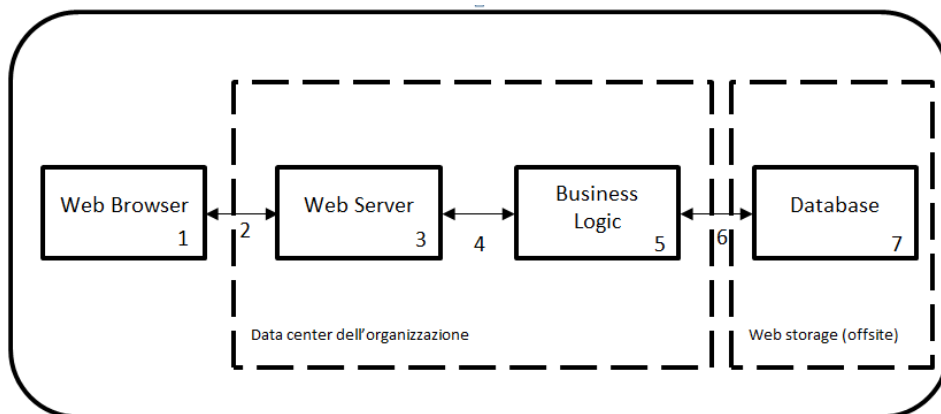 Web Browser
1
2
Web Server
3
4
Business
Logic
5
6
Database
7
Data center dell'organizzazione
Web storage (offsite)